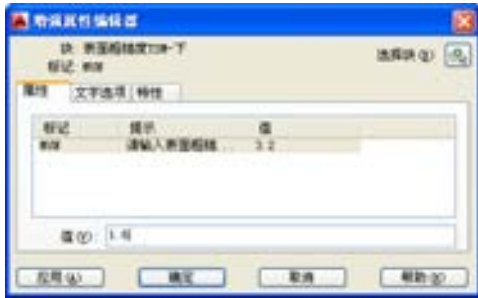 增强属性编辑器
块: 表面粗糙度
标记:
选择块(B)
属性 文字选项 特性
标记 提示 值
请输入表面粗糙... 3.2
值(V): 1.6
应用(A) 确定 取消 帮助(H)